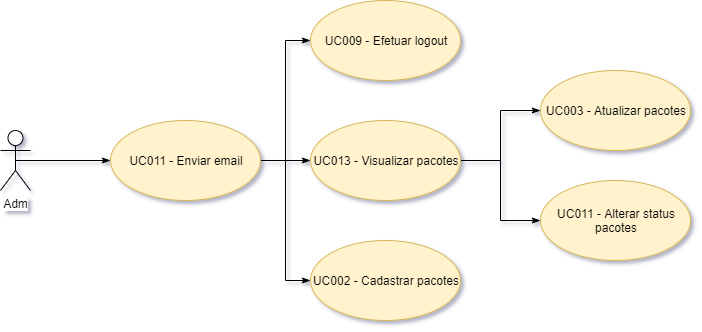 UC009 - Efetuar logout
UC003 - Atualizar pacotes
UC011 - Enviar email
UC013 - Visualizar pacotes
Adm
UC011 - Alterar status
pacotes
UC002 - Cadastrar pacotes